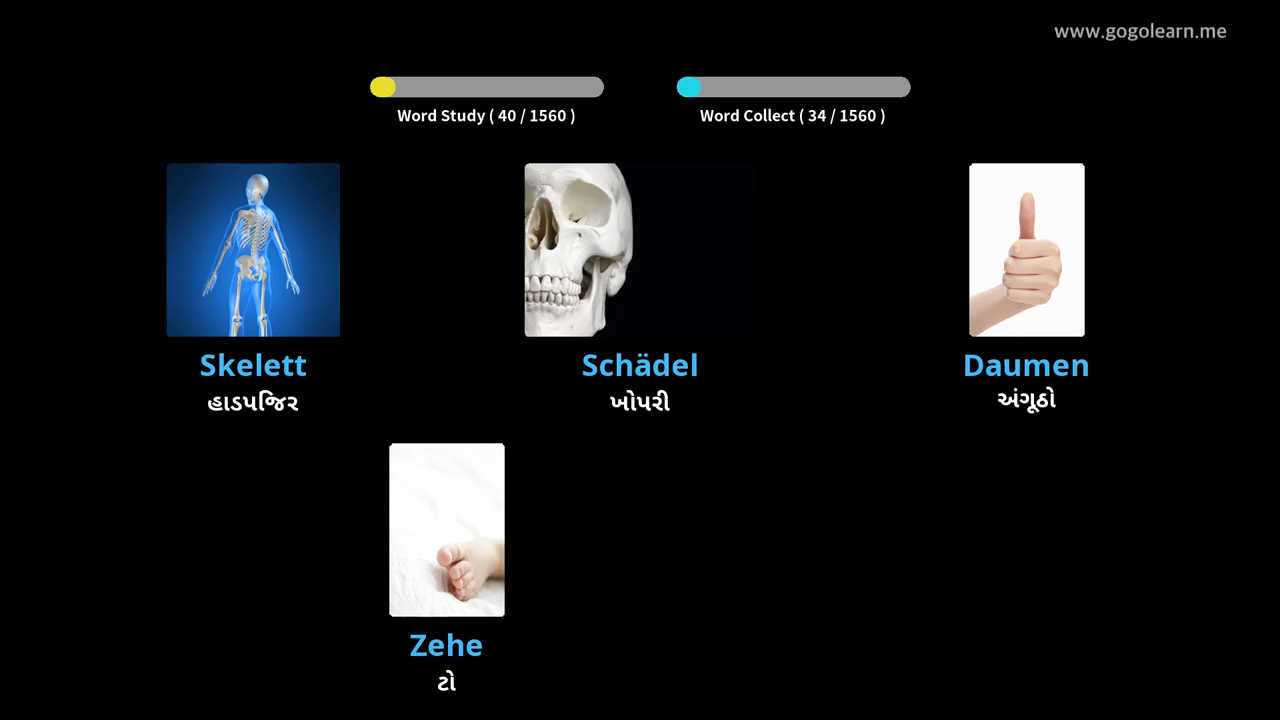 www.gogolearn.me
Word Study ( 40 / 1560 )
Word Collect ( 34 / 1560 )
Skelett
હાડપજિંર
Schädel
ખોપરી
Daumen
અંગૂઠો
Zehe
ટો